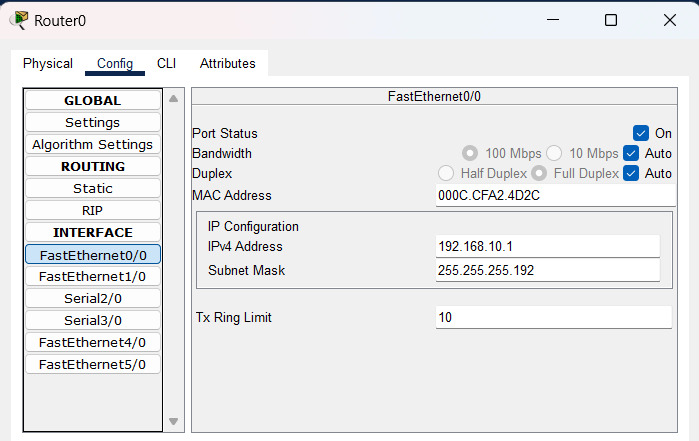 Router0
Physical Config CLI Attributes
GLOBAL
Settings
Algorithm Settings
ROUTING
Static
RIP
INTERFACE
FastEthernet0/0
FastEthernet1/0
Serial2/0
Serial3/0
FastEthernet4/0
FastEthernet5/0
FastEthernet0/0
Port Status On
Bandwidth 100 Mbps 10 Mbps Auto
Duplex Half Duplex Full Duplex Auto
MAC Address 000C.CFA2.4D2C
IP Configuration
IPv4 Address 192.168.10.1
Subnet Mask 255.255.255.192
Tx Ring Limit 10